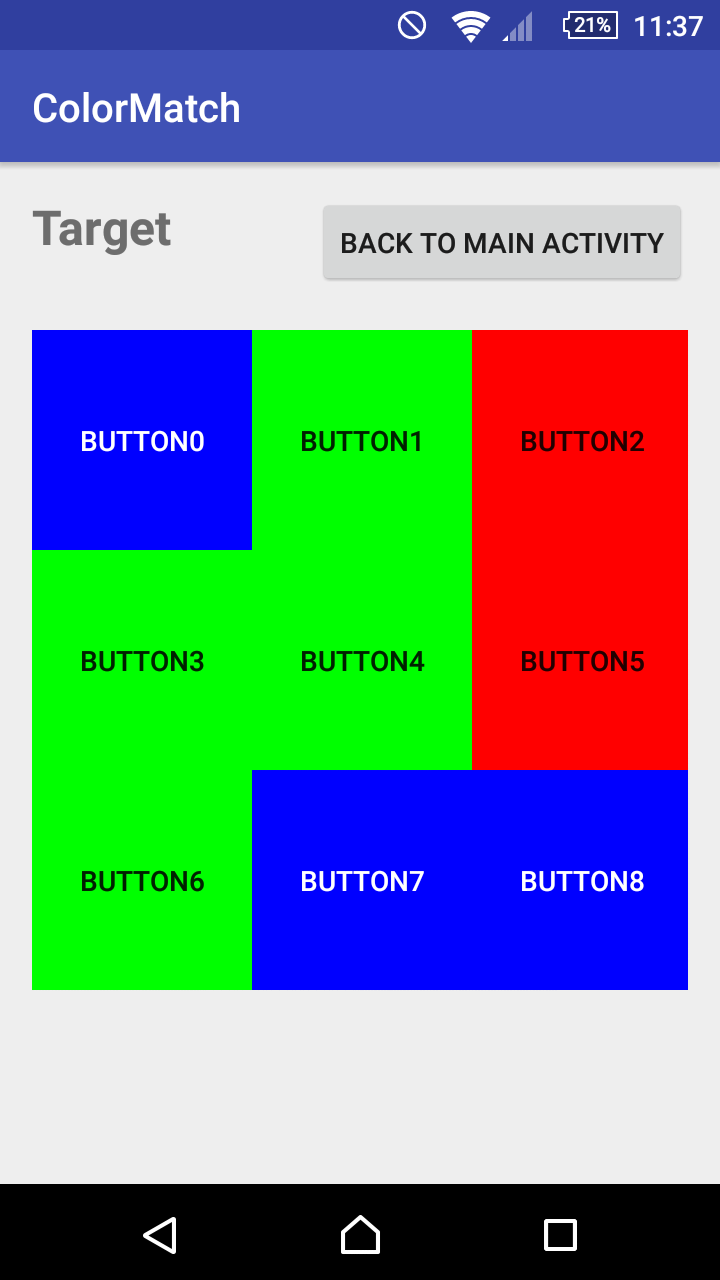 21% 11:37
ColorMatch
Target
BACK TO MAIN ACTIVITY
BUTTON0 BUTTON1 BUTTON2
BUTTON3 BUTTON4 BUTTON5
BUTTON6 BUTTON7 BUTTON8